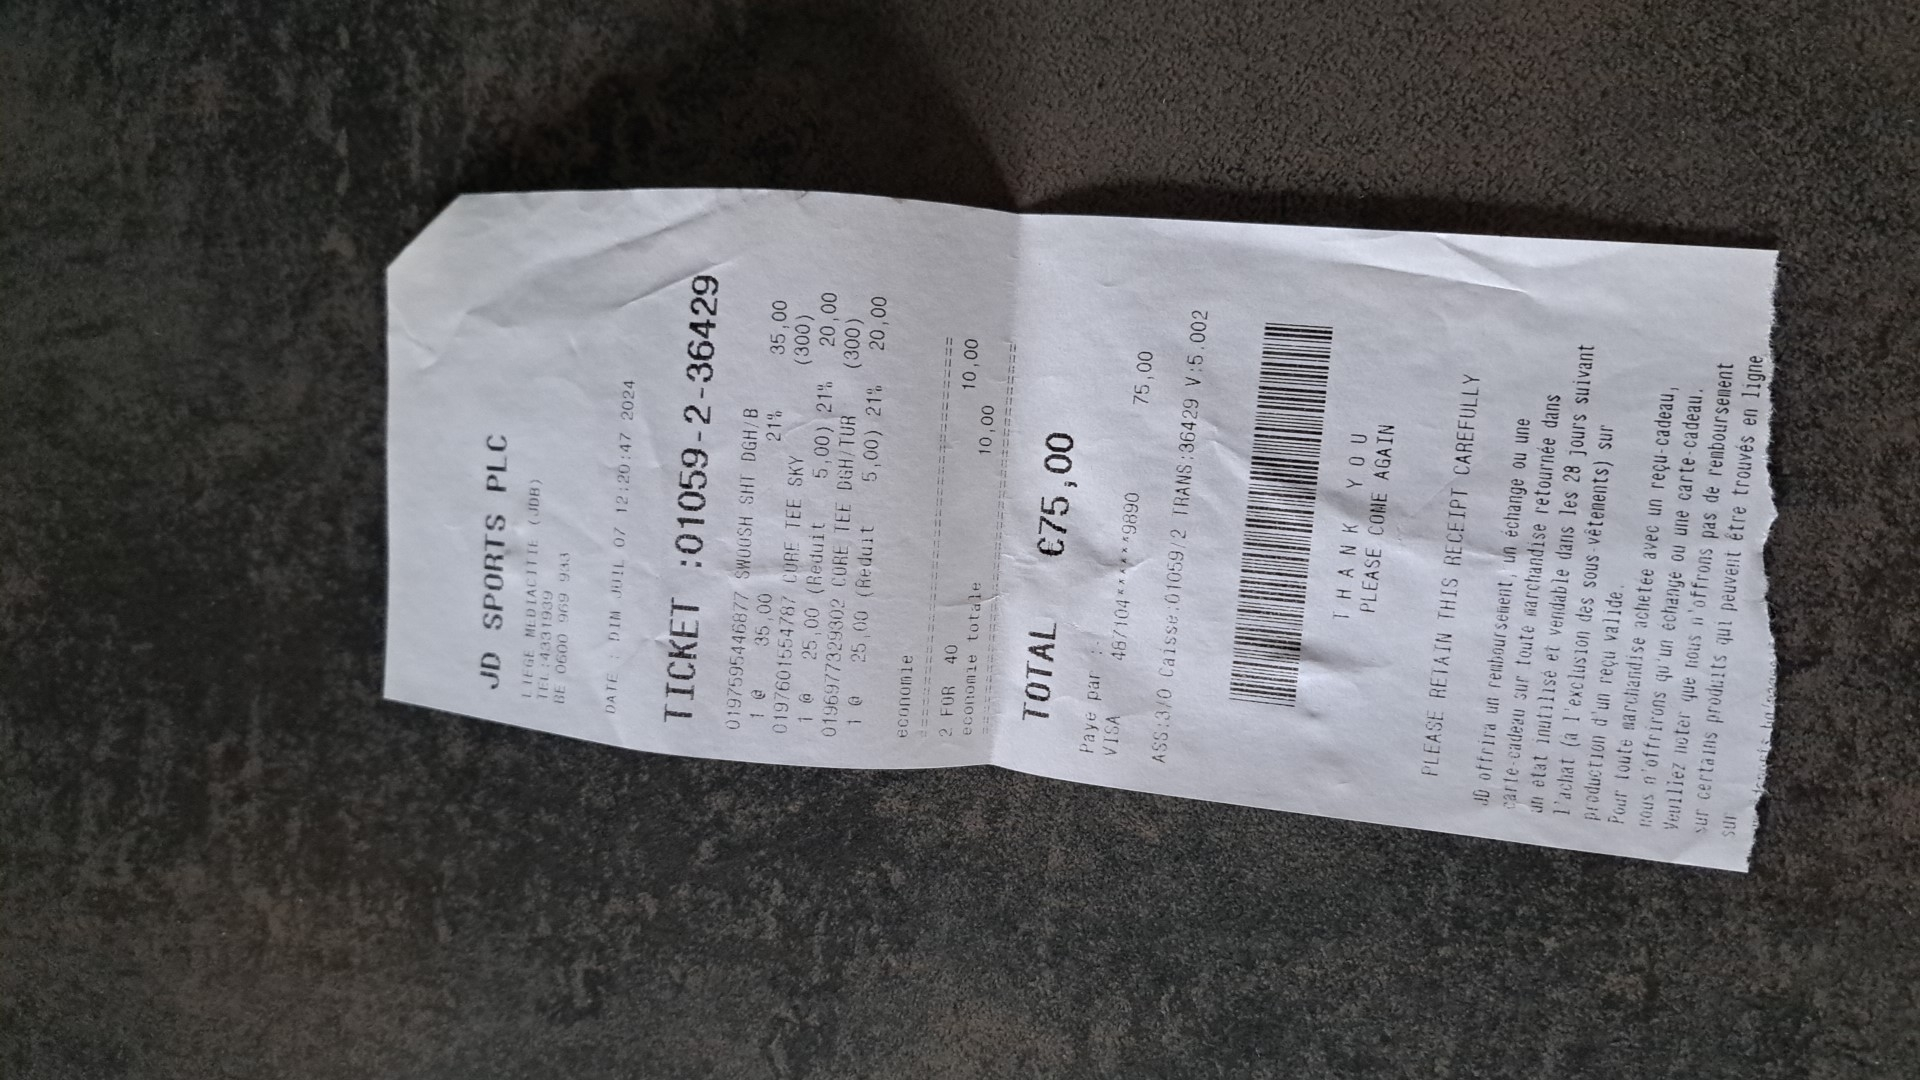 JD SPORTS PLC
LIEGE MEDIACITE (JDB)
TEL:4331939
BE 0600 969 933
DATE : DIM JUIL 07 12:20:47 2024
TICKET :01059-2-36429
0197595446877 SWOOSH SHT DGH/B
1 @ 35,00 21% 35,00
0197601554787 CORE TEE SKY (300)
1 @ 25,00 (Reduit 5,00) 21% 20,00
0196977329302 CORE TEE DGH/TUR (300)
1 @ 25,00 (Reduit 5,00) 21% 20,00
economie
2 FOR 40 10,00
economie totale 10,00
TOTAL €75,00
Paye par :-
VISA 487104******9890 75,00
ASS:3/0 Caisse:01059/2 TRANS:36429 V:5.002
T H A N K Y O U
PLEASE COME AGAIN
PLEASE RETAIN THIS RECEIPT CAREFULLY
JD offrira un remboursement, un échange ou une
carte-cadeau sur toute marchandise retournée dans
un état inutilisé et vendable dans les 28 jours suivant
l'achat (à l'exclusion des sous-vêtements) sur
production d'un reçu valide.
Pour toute marchandise achetée avec un reçu-cadeau,
nous n'offrirons qu'un échange ou une carte-cadeau.
Veuillez noter que nous n'offrons pas de remboursement
sur certains produits qui peuvent être trouvés en ligne
sur